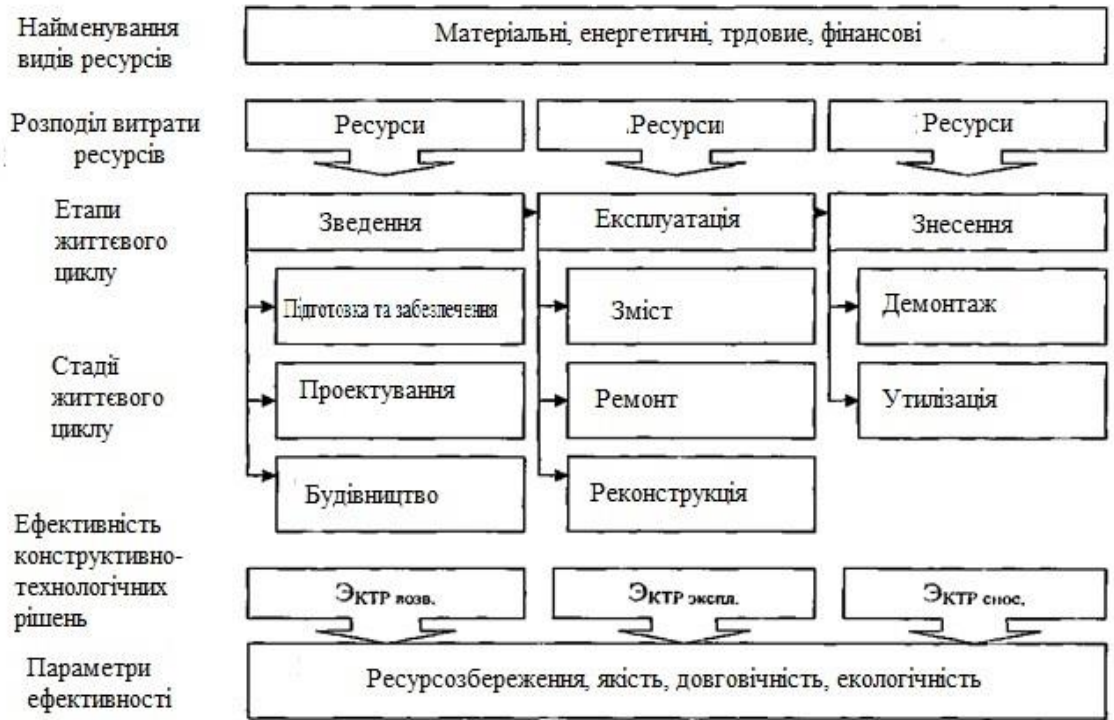 Найменування
видів ресурсів
Матеріальні, енергетичні, трдовие, фінансові
Розподіл витрати
ресурсів
Ресурси
Ресурси
Ресурси
Етапи
життєвого
циклу
Зведення
Експлуатація
Знесення
Підготовка та забезлечення
Зміст
Демонтаж
Стадії
життєвого
циклу
Проектування
Ремонт
Утилізація
Будівництво
Реконструкція
Ефективність
конструктивно-
технологічних
рішень
ЭКТР возв.
ЭКТР экспл.
ЭКТР снос.
Параметри
ефективності
Ресурсозбереження, якість, довговічність, екологічність